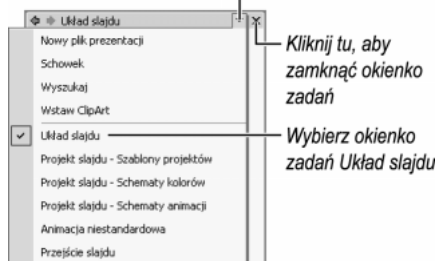 Układ slajdu
Nowy plik prezentacji
Schowek
Wyszukaj
Wstaw ClipArt
Układ slajdu
Projekt slajdu - Szablony projektów
Projekt slajdu - Schematy kolorów
Projekt slajdu - Schematy animacji
Animacja niestandardowa
Przejście slajdu
Kliknij tu, aby
zamknąć okienko
zadań
Wybierz okienko
zadań Układ slajdu